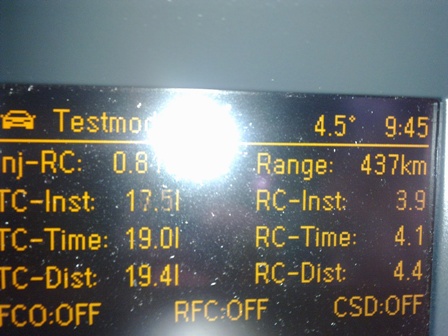 Testmo 4.5° 9:45
nj-RC: 0.8 Range: 437km
TC-Inst: 17.5l RC-Inst: 3.9
TC-Time: 19.0l RC-Time: 4.1
TC-Dist: 19.4l RC-Dist: 4.4
FCO:OFF RFC:OFF CSD:OFF